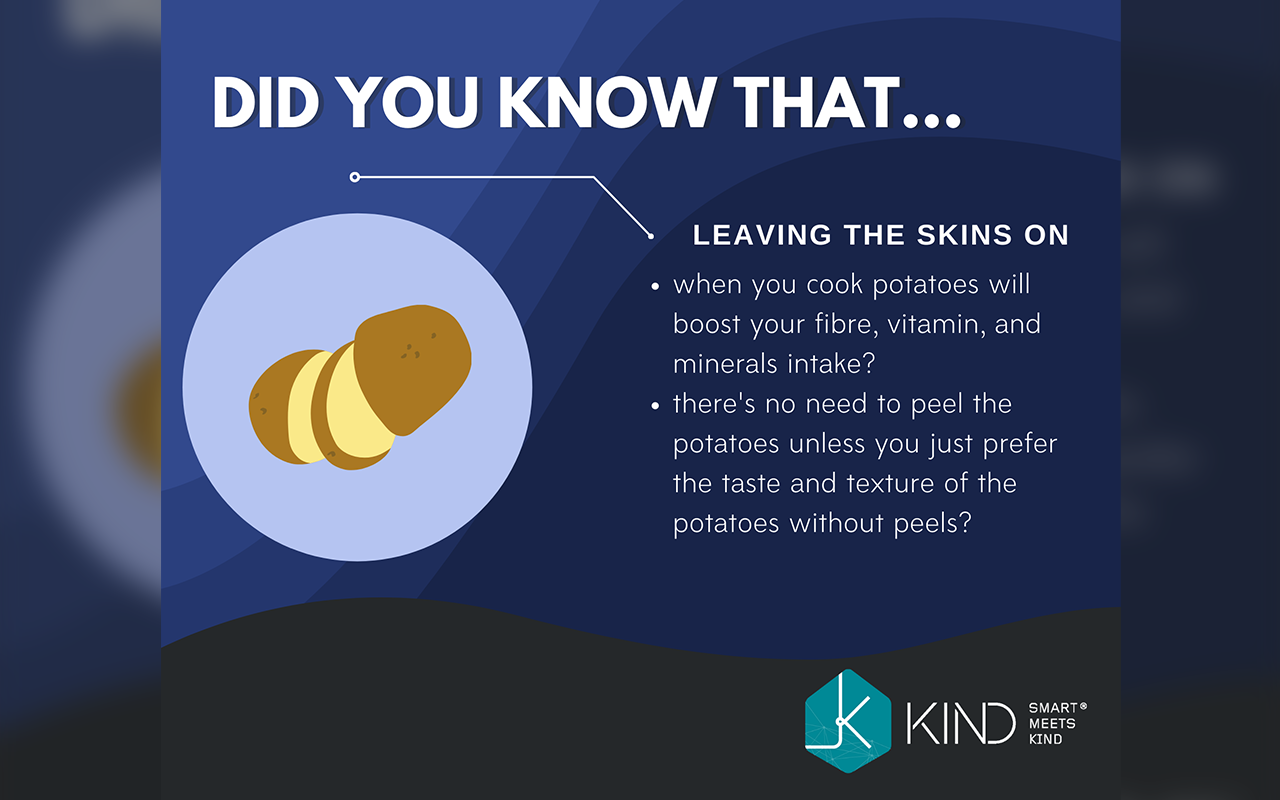 DID YOU KNOW THAT...
LEAVING THE SKINS ON
• when you cook potatoes will
boost your fibre, vitamin, and
minerals intake?
• there's no need to peel the
potatoes unless you just prefer
the taste and texture of the
potatoes without peels?
KIND
SMART®
MEETS
KIND